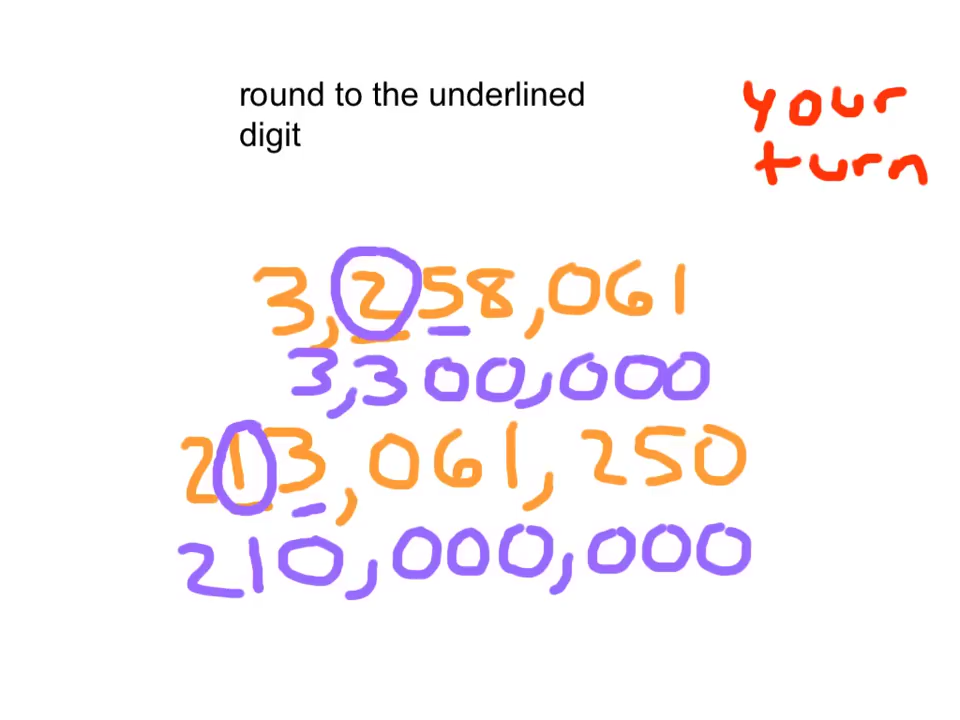 round to the underlined
digit
your
turn
3,258,061
3,300,000
213,061,250
210,000,000